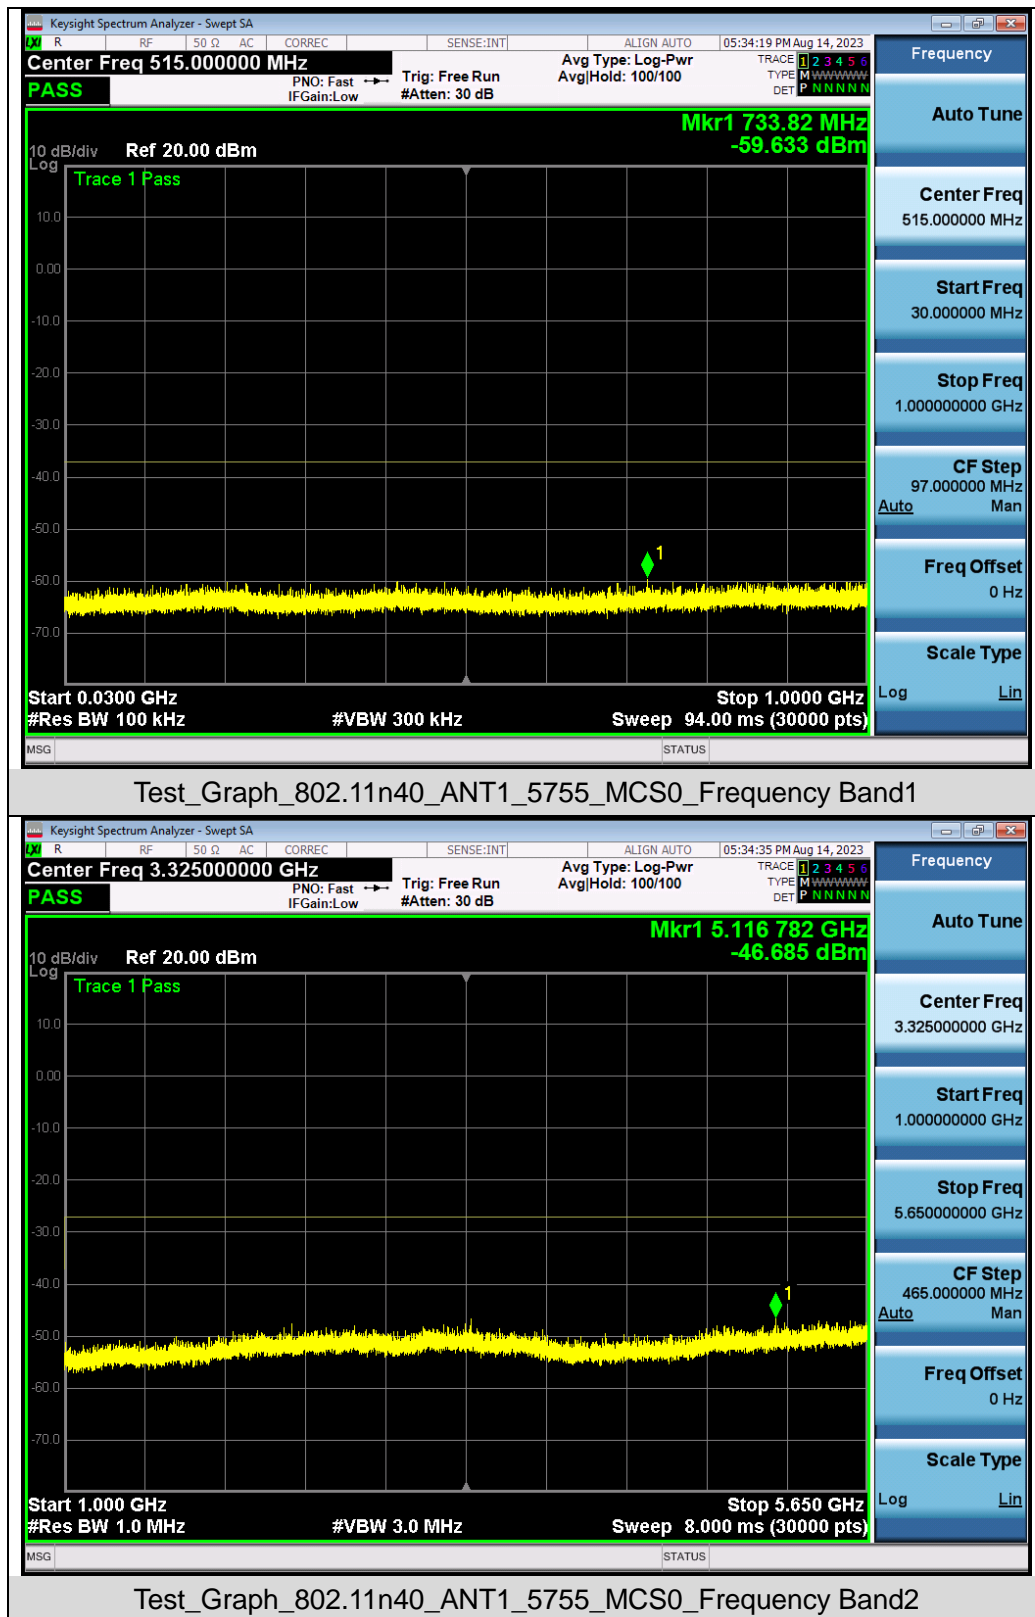 Keysight Spectrum Analyzer - Swept SA
LXI R RF 50 Ω AC CORREC SENSE:INT ALIGN AUTO 05:34:19 PM Aug 14, 2023
Center Freq 515.000000 MHz
PASS
PNO: Fast
IFGain:Low
Trig: Free Run
#Atten: 30 dB
Avg Type: Log-Pwr
Avg|Hold: 100/100
TRACE 1 2 3 4 5 6
TYPE M WWWWW
DET P N N N N N
Mkr1 733.82 MHz
-59.633 dBm
10 dB/div Ref 20.00 dBm
Log
Trace 1 Pass
10.0
0.00
-10.0
-20.0
-30.0
-40.0
-50.0
-60.0
-70.0
1
Start 0.0300 GHz Stop 1.0000 GHz
#Res BW 100 kHz #VBW 300 kHz Sweep 94.00 ms (30000 pts)
MSG STATUS
Frequency
Auto Tune
Center Freq
515.000000 MHz
Start Freq
30.000000 MHz
Stop Freq
1.000000000 GHz
CF Step
97.000000 MHz
Auto Man
Freq Offset
0 Hz
Scale Type
Log Lin
Test_Graph_802.11n40_ANT1_5755_MCS0_Frequency Band1
Keysight Spectrum Analyzer - Swept SA
LXI R RF 50 Ω AC CORREC SENSE:INT ALIGN AUTO 05:34:35 PM Aug 14, 2023
Center Freq 3.325000000 GHz
PASS
PNO: Fast
IFGain:Low
Trig: Free Run
#Atten: 30 dB
Avg Type: Log-Pwr
Avg|Hold: 100/100
TRACE 1 2 3 4 5 6
TYPE M WWWWW
DET P N N N N N
Mkr1 5.116 782 GHz
-46.685 dBm
10 dB/div Ref 20.00 dBm
Log
Trace 1 Pass
10.0
0.00
-10.0
-20.0
-30.0
-40.0
-50.0
-60.0
-70.0
1
Start 1.000 GHz Stop 5.650 GHz
#Res BW 1.0 MHz #VBW 3.0 MHz Sweep 8.000 ms (30000 pts)
MSG STATUS
Frequency
Auto Tune
Center Freq
3.325000000 GHz
Start Freq
1.000000000 GHz
Stop Freq
5.650000000 GHz
CF Step
465.000000 MHz
Auto Man
Freq Offset
0 Hz
Scale Type
Log Lin
Test_Graph_802.11n40_ANT1_5755_MCS0_Frequency Band2